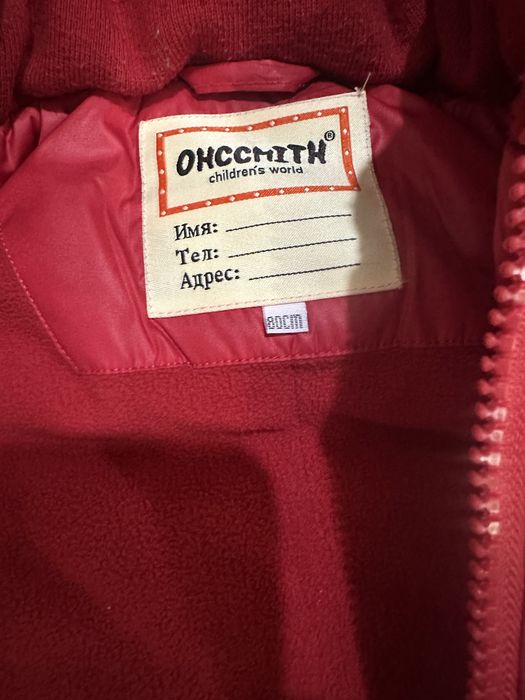 OHCCMITH®
children's world
Имя:
Тел:
Адрес:
80cm